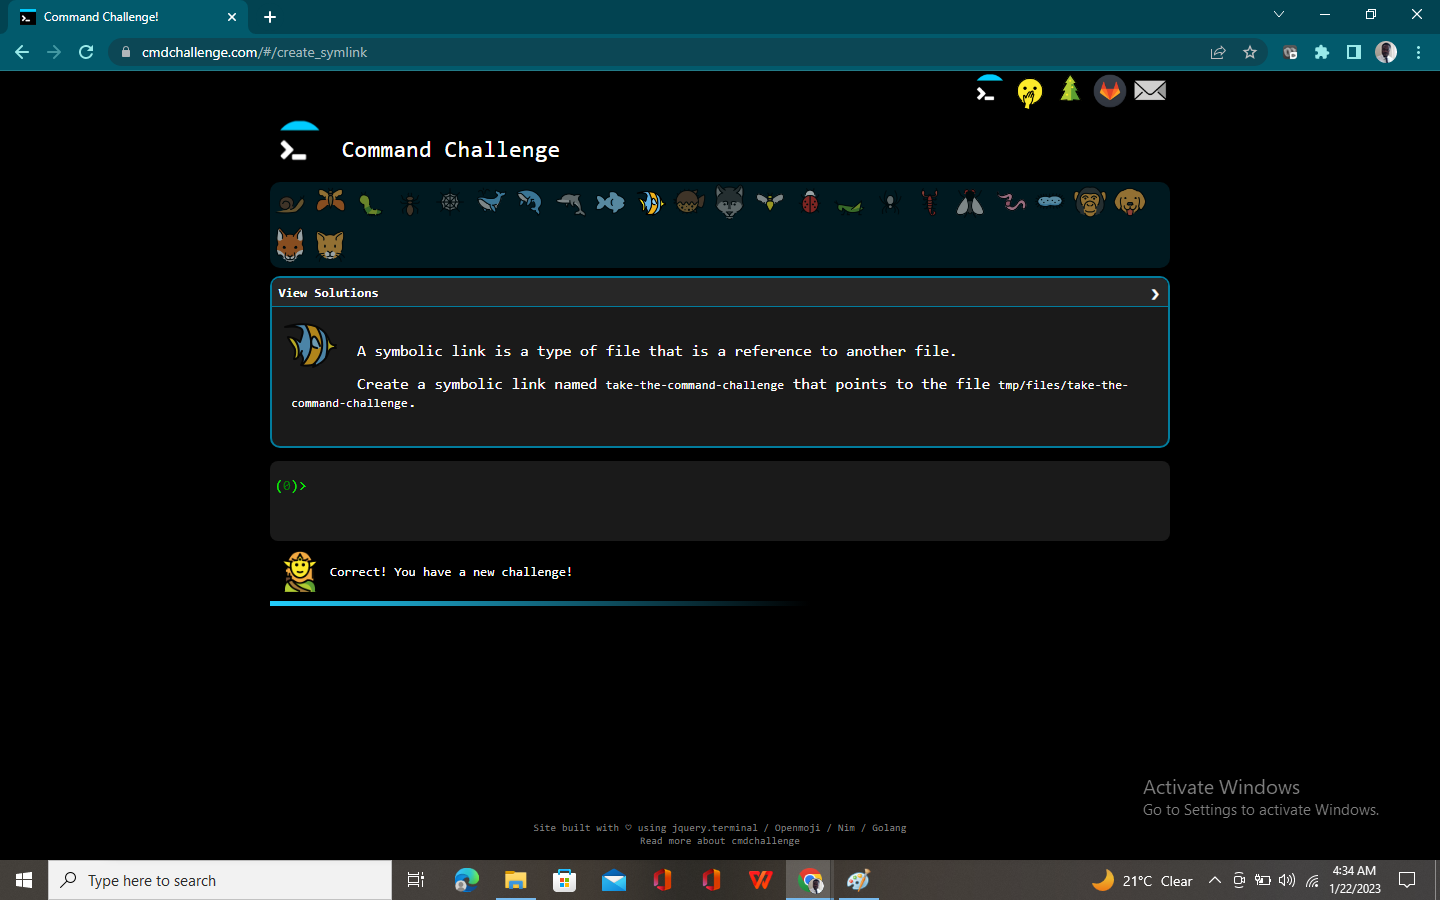 Command Challenge!
cmdchallenge.com/#/create_symlink
Command Challenge
View Solutions
A symbolic link is a type of file that is a reference to another file.
Create a symbolic link named take-the-command-challenge that points to the file tmp/files/take-the-
command-challenge.
(0)>
Correct! You have a new challenge!
Activate Windows
Go to Settings to activate Windows.
Site built with ♡ using jquery.terminal / Openmoji / Nim / Golang
Read more about cmdchallenge
Type here to search
21°C Clear
4:34 AM
1/22/2023